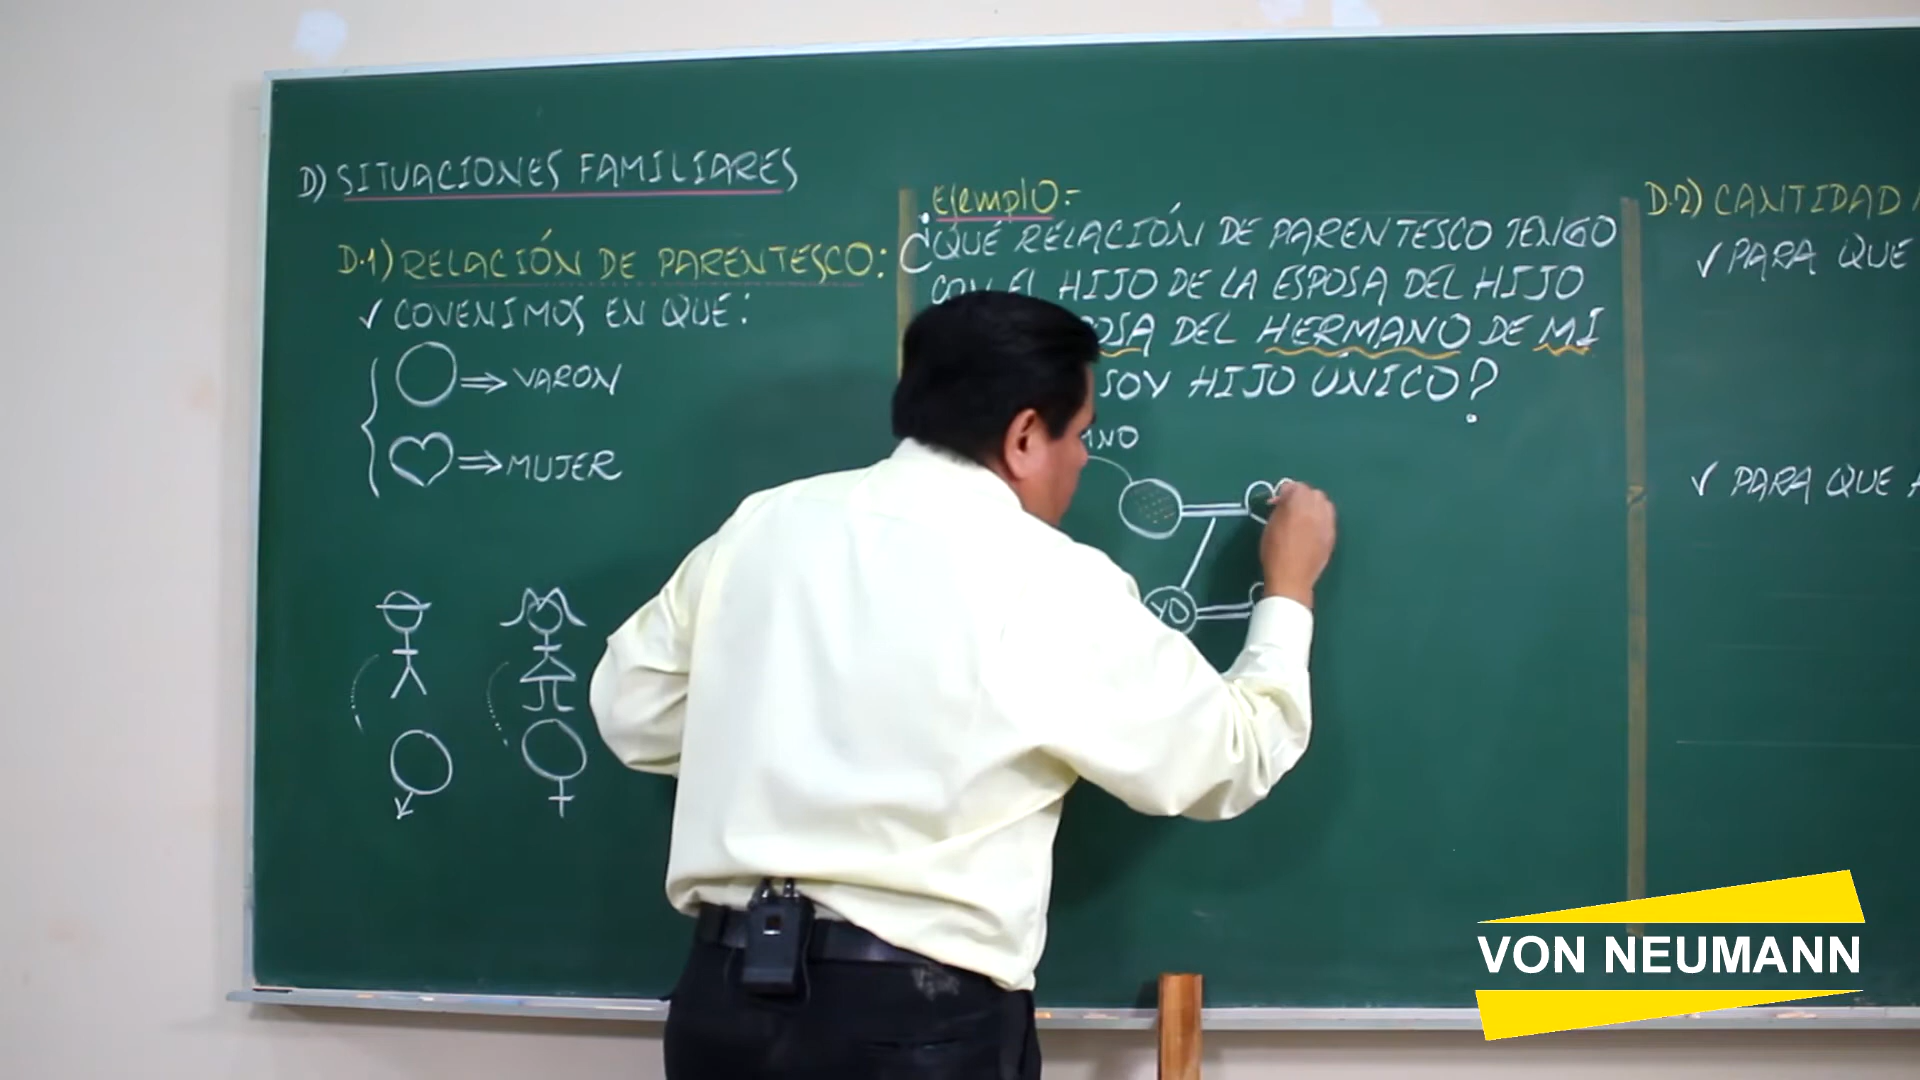 D) SITUACIONES FAMILIARES
D.1) RELACIÓN DE PARENTESCO:
✓ COVENIMOS EN QUE:
⇒ VARON
⇒ MUJER
Ejemplo:
¿QUÉ RELACIÓN DE PARENTESCO TENGO
CON EL HIJO DE LA ESPOSA DEL HIJO
DEL HERMANO DE MI
SOY HIJO ÚNICO?
YO
D.2) CANTIDAD
✓ PARA QUE
✓ PARA QUE
VON NEUMANN